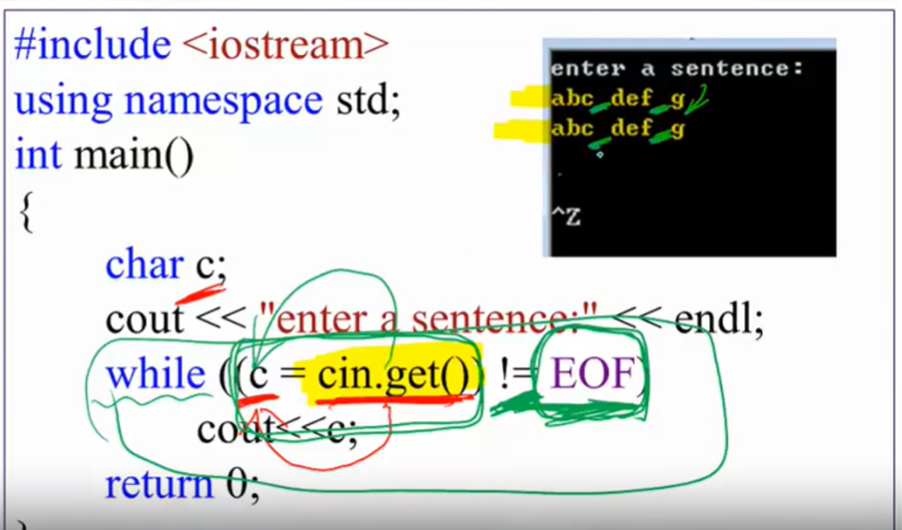 #include <iostream>
using namespace std;
int main()
{
char c;
cout << "enter a sentence:" << endl;
while ((c = cin.get()) != EOF)
cout<<c;
return 0;
}
enter a sentence:
abc def g
abc def g
^Z